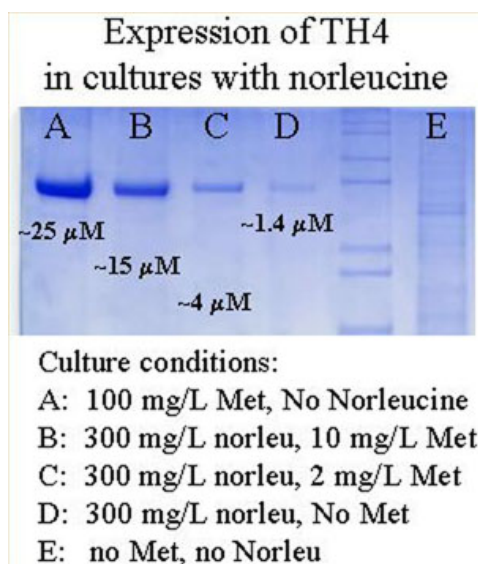 Expression of TH4
in cultures with norleucine
A B C D E
~25 μM
~15 μM
~4 μM
~1.4 μM
Culture conditions:
A: 100 mg/L Met, No Norleucine
B: 300 mg/L norleu, 10 mg/L Met
C: 300 mg/L norleu, 2 mg/L Met
D: 300 mg/L norleu, No Met
E: no Met, no Norleu